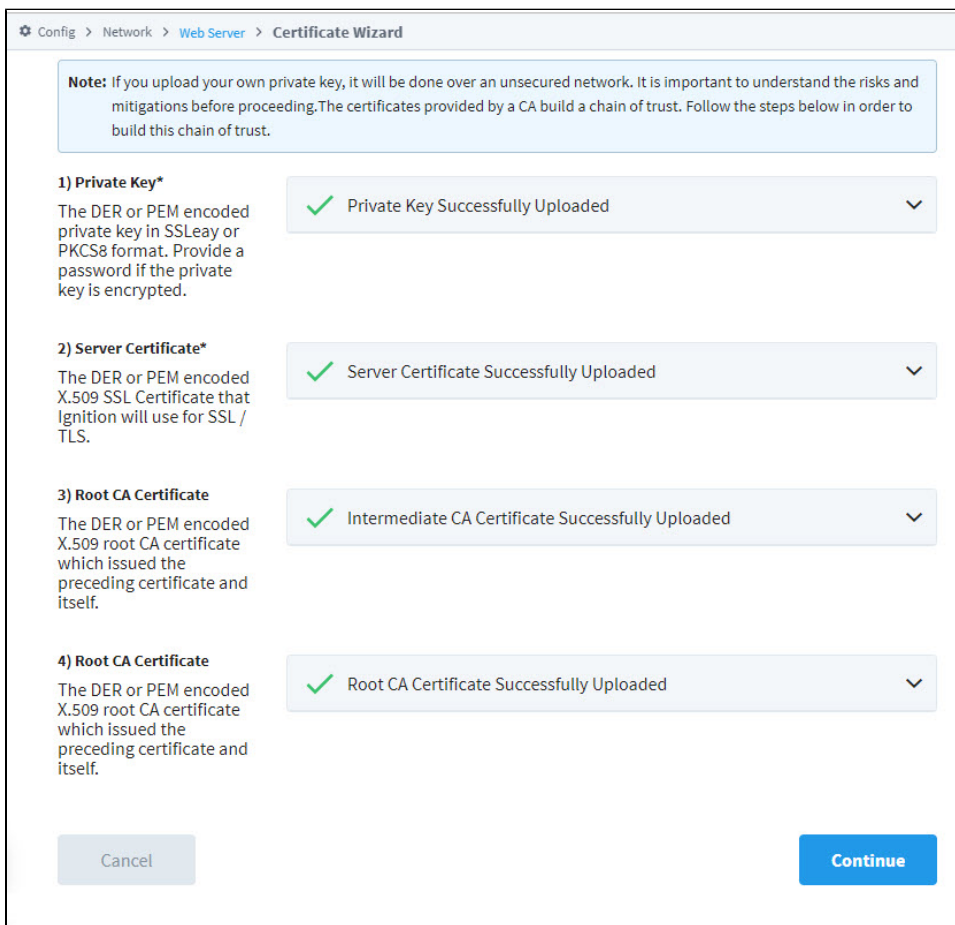 Config > Network > Web Server > Certificate Wizard
Note: If you upload your own private key, it will be done over an unsecured network. It is important to understand the risks and
mitigations before proceeding.The certificates provided by a CA build a chain of trust. Follow the steps below in order to
build this chain of trust.
1) Private Key*
The DER or PEM encoded
private key in SSLeay or
PKCS8 format. Provide a
password if the private
key is encrypted.
Private Key Successfully Uploaded
2) Server Certificate*
The DER or PEM encoded
X.509 SSL Certificate that
Ignition will use for SSL /
TLS.
Server Certificate Successfully Uploaded
3) Root CA Certificate
The DER or PEM encoded
X.509 root CA certificate
which issued the
preceding certificate and
itself.
Intermediate CA Certificate Successfully Uploaded
4) Root CA Certificate
The DER or PEM encoded
X.509 root CA certificate
which issued the
preceding certificate and
itself.
Root CA Certificate Successfully Uploaded
Cancel
Continue